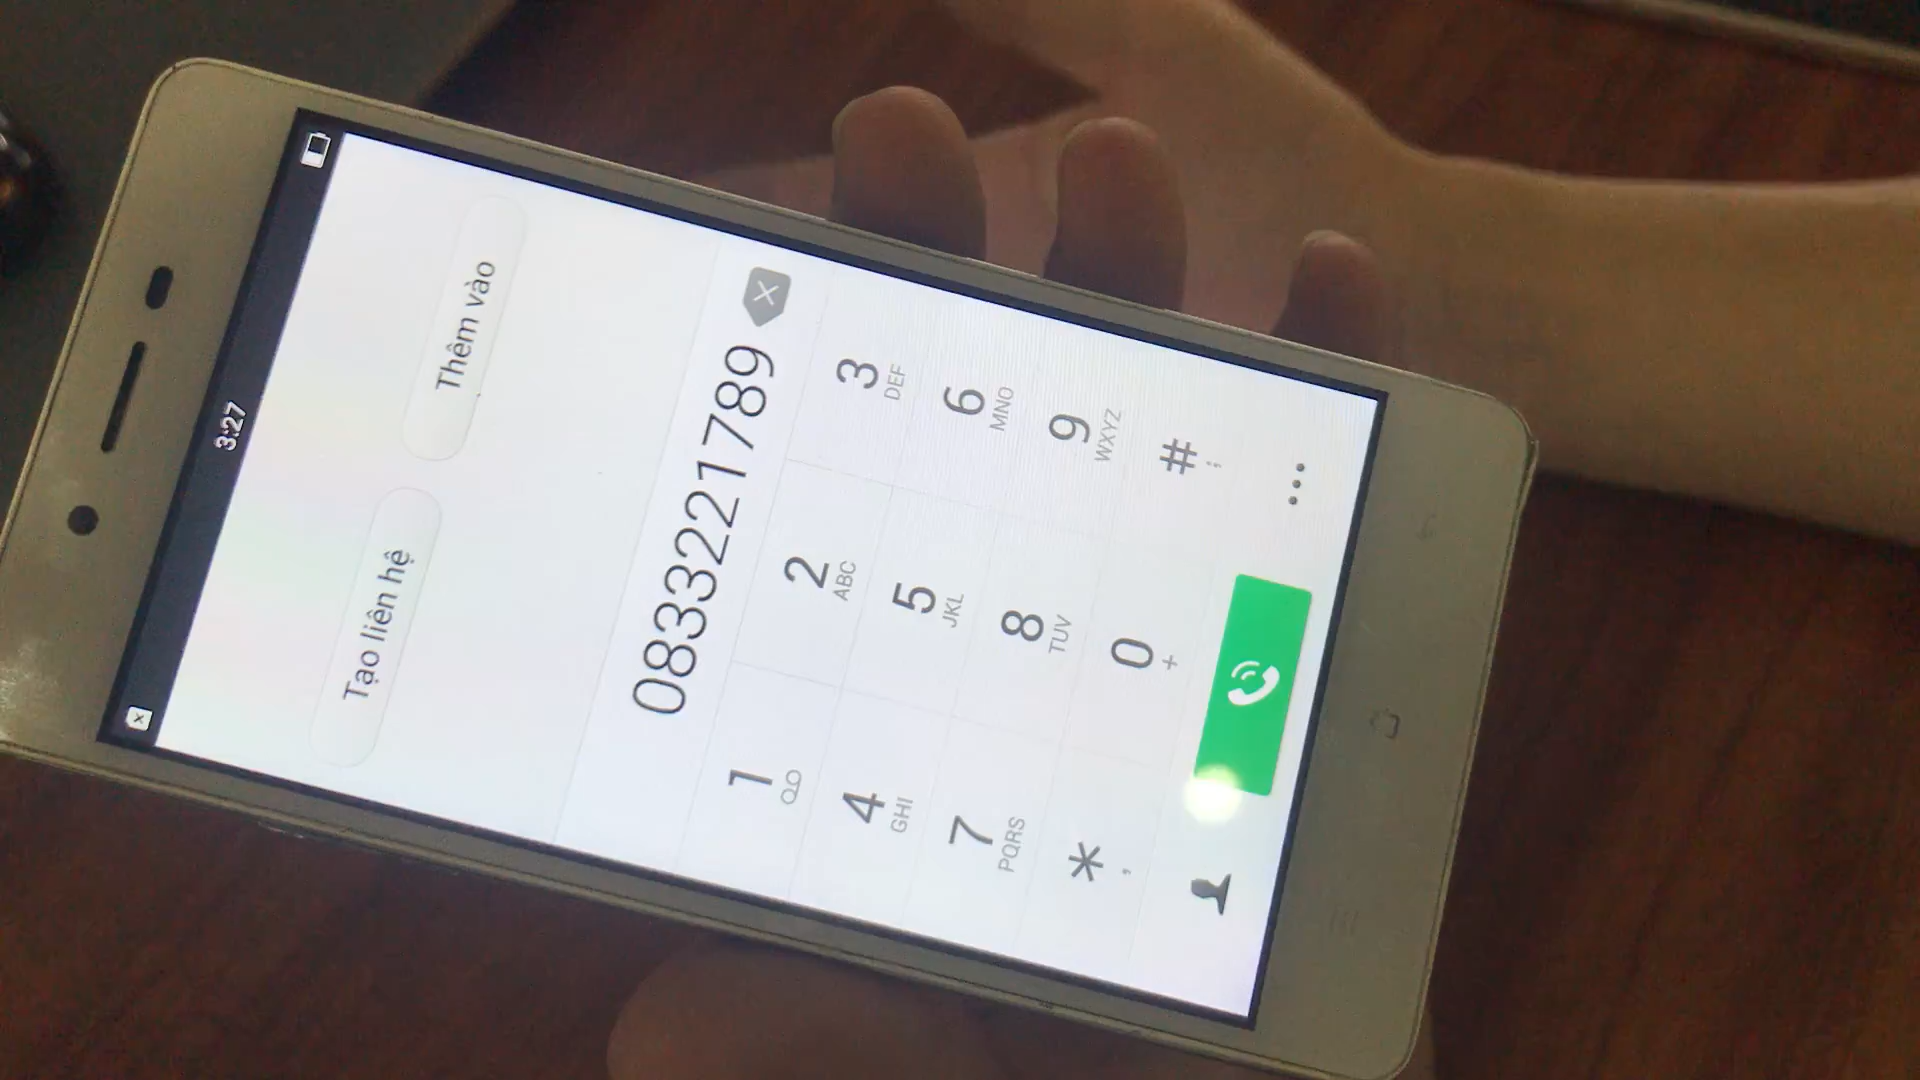 3:27
Tạo liên hệ
Thêm vào
0833221789
1
2 ABC
3 DEF
4 GHI
5 JKL
6 MNO
7 PQRS
8 TUV
9 WXYZ
* ,
0 +
# ;